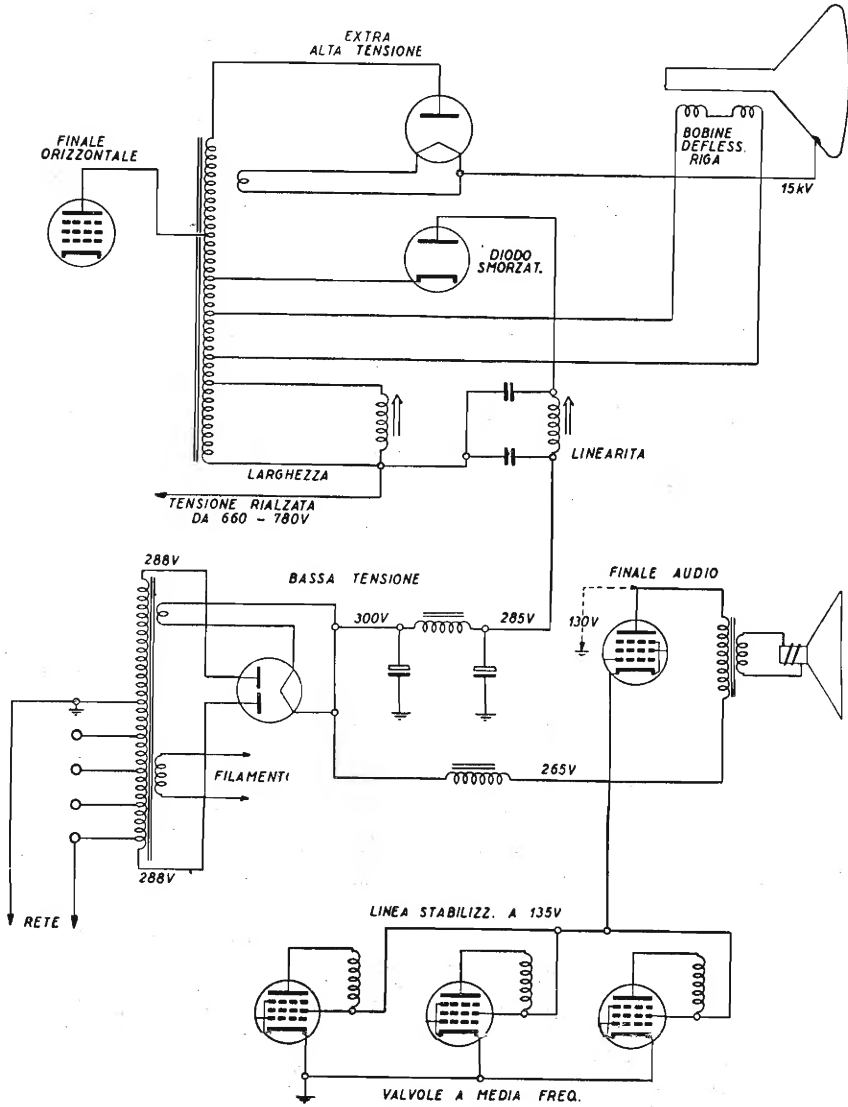 EXTRA
ALTA TENSIONE
FINALE
ORIZZONTALE
BOBINE
DEFLESS.
RIGA
15kV
DIODO
SMORZAT.
LINEARITA
LARGHEZZA
TENSIONE RIALZATA
DA 660 - 780V
288V
BASSA TENSIONE
FINALE AUDIO
300V
285V
130V
FILAMENTI
265V
288V
RETE
LINEA STABILIZZ. A 135V
VALVOLE A MEDIA FREQ.